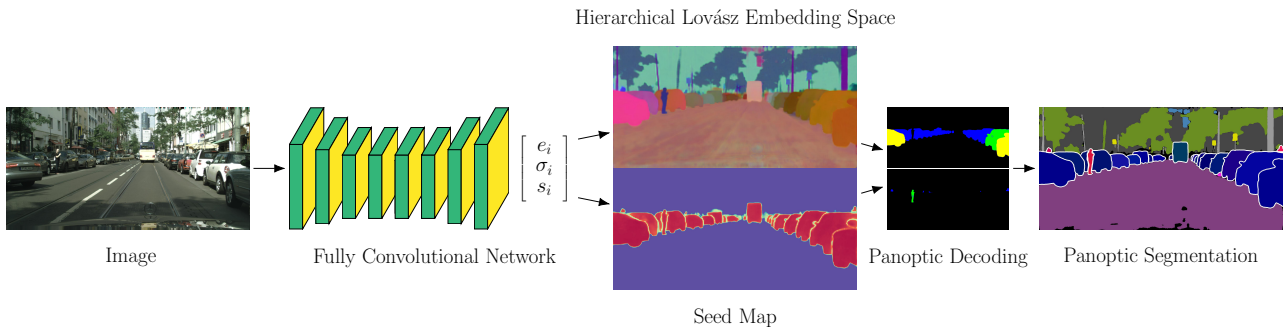 Hierarchical Lovász Embedding Space
e_i
σ_i
s_i
Image
Fully Convolutional Network
Panoptic Decoding
Panoptic Segmentation
Seed Map